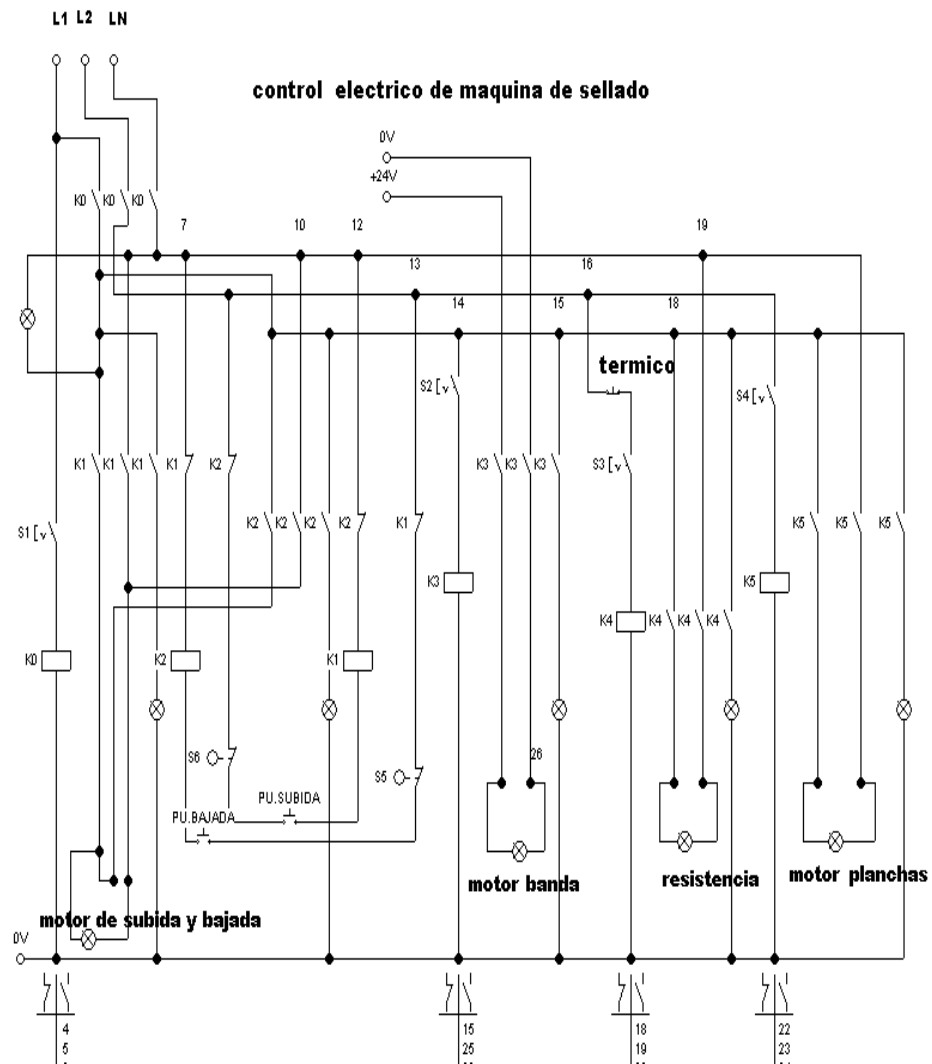 L1 L2 LN
control electrico de maquina de sellado
0V
+24V
K0 K0 K0
7 10 12 19
13 16
14 15 18
termico
S2 S4
K1 K1 K1 K1 K2 K3 K3 K3 S3
S1 K2 K2 K2 K2 K1 K5 K5 K5
K3 K5
K4 K4 K4 K4
K0 K2 K1
S6 26
S5
PU.SUBIDA
PU.BAJADA
motor banda resistencia motor planchas
motor de subida y bajada
0V
4 15 18 22
5 25 19 23